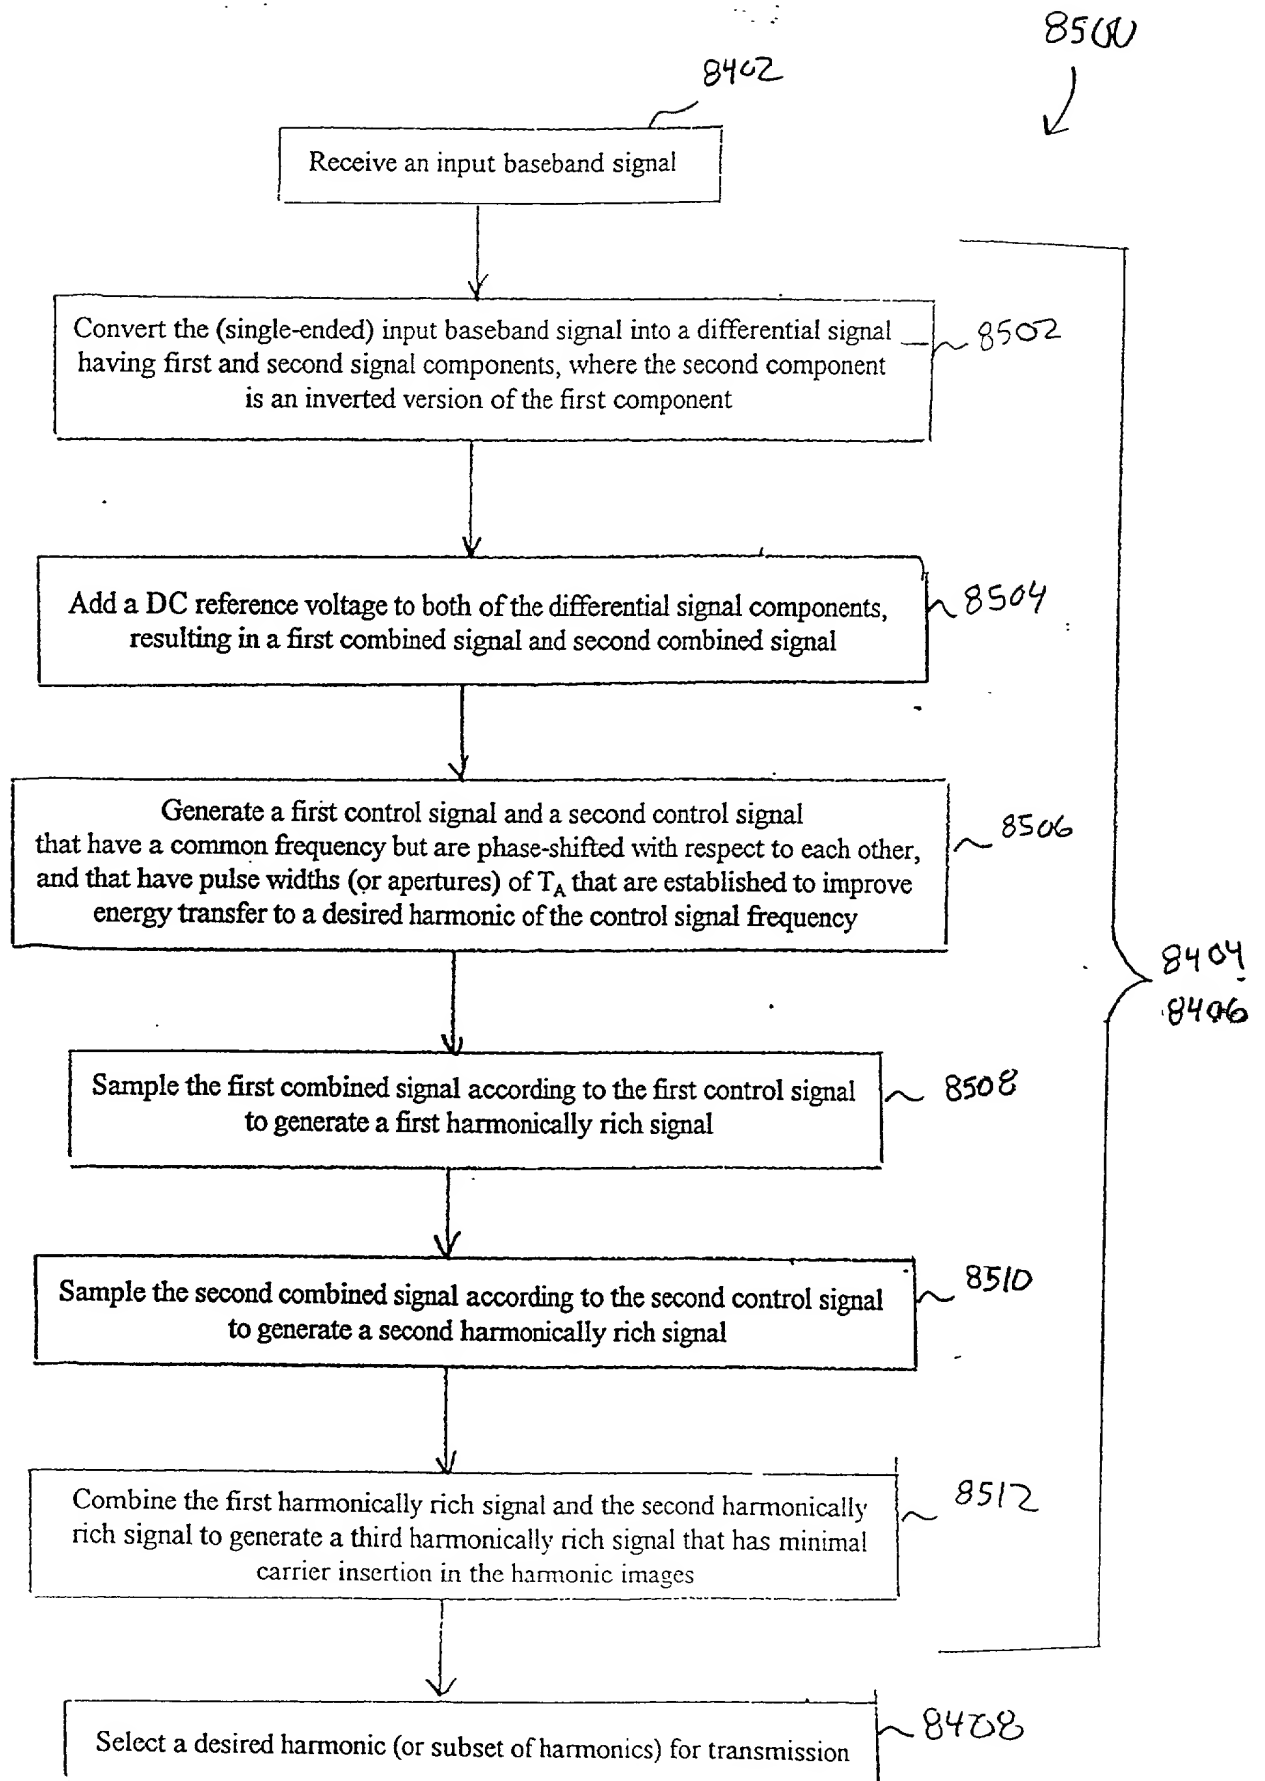 8500
8402
Receive an input baseband signal
Convert the (single-ended) input baseband signal into a differential signal
having first and second signal components, where the second component
is an inverted version of the first component
8502
Add a DC reference voltage to both of the differential signal components,
resulting in a first combined signal and second combined signal
8504
Generate a first control signal and a second control signal
that have a common frequency but are phase-shifted with respect to each other,
and that have pulse widths (or apertures) of TA that are established to improve
energy transfer to a desired harmonic of the control signal frequency
8506
8404
8406
Sample the first combined signal according to the first control signal
to generate a first harmonically rich signal
8508
Sample the second combined signal according to the second control signal
to generate a second harmonically rich signal
8510
Combine the first harmonically rich signal and the second harmonically
rich signal to generate a third harmonically rich signal that has minimal
carrier insertion in the harmonic images
8512
Select a desired harmonic (or subset of harmonics) for transmission
8408